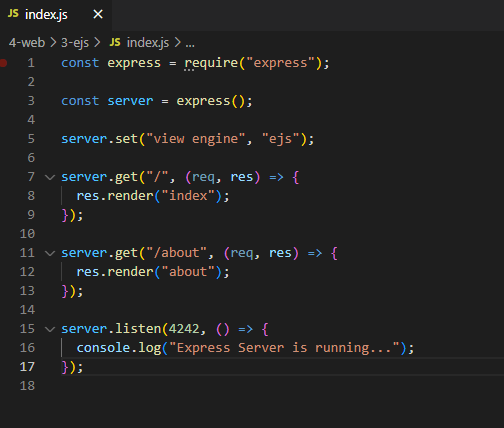 JS index.js ×
4-web > 3-ejs > JS index.js > ...
1 const express = require("express");
2
3 const server = express();
4
5 server.set("view engine", "ejs");
6
7 server.get("/", (req, res) => {
8   res.render("index");
9 });
10
11 server.get("/about", (req, res) => {
12   res.render("about");
13 });
14
15 server.listen(4242, () => {
16   console.log("Express Server is running...");
17 });
18